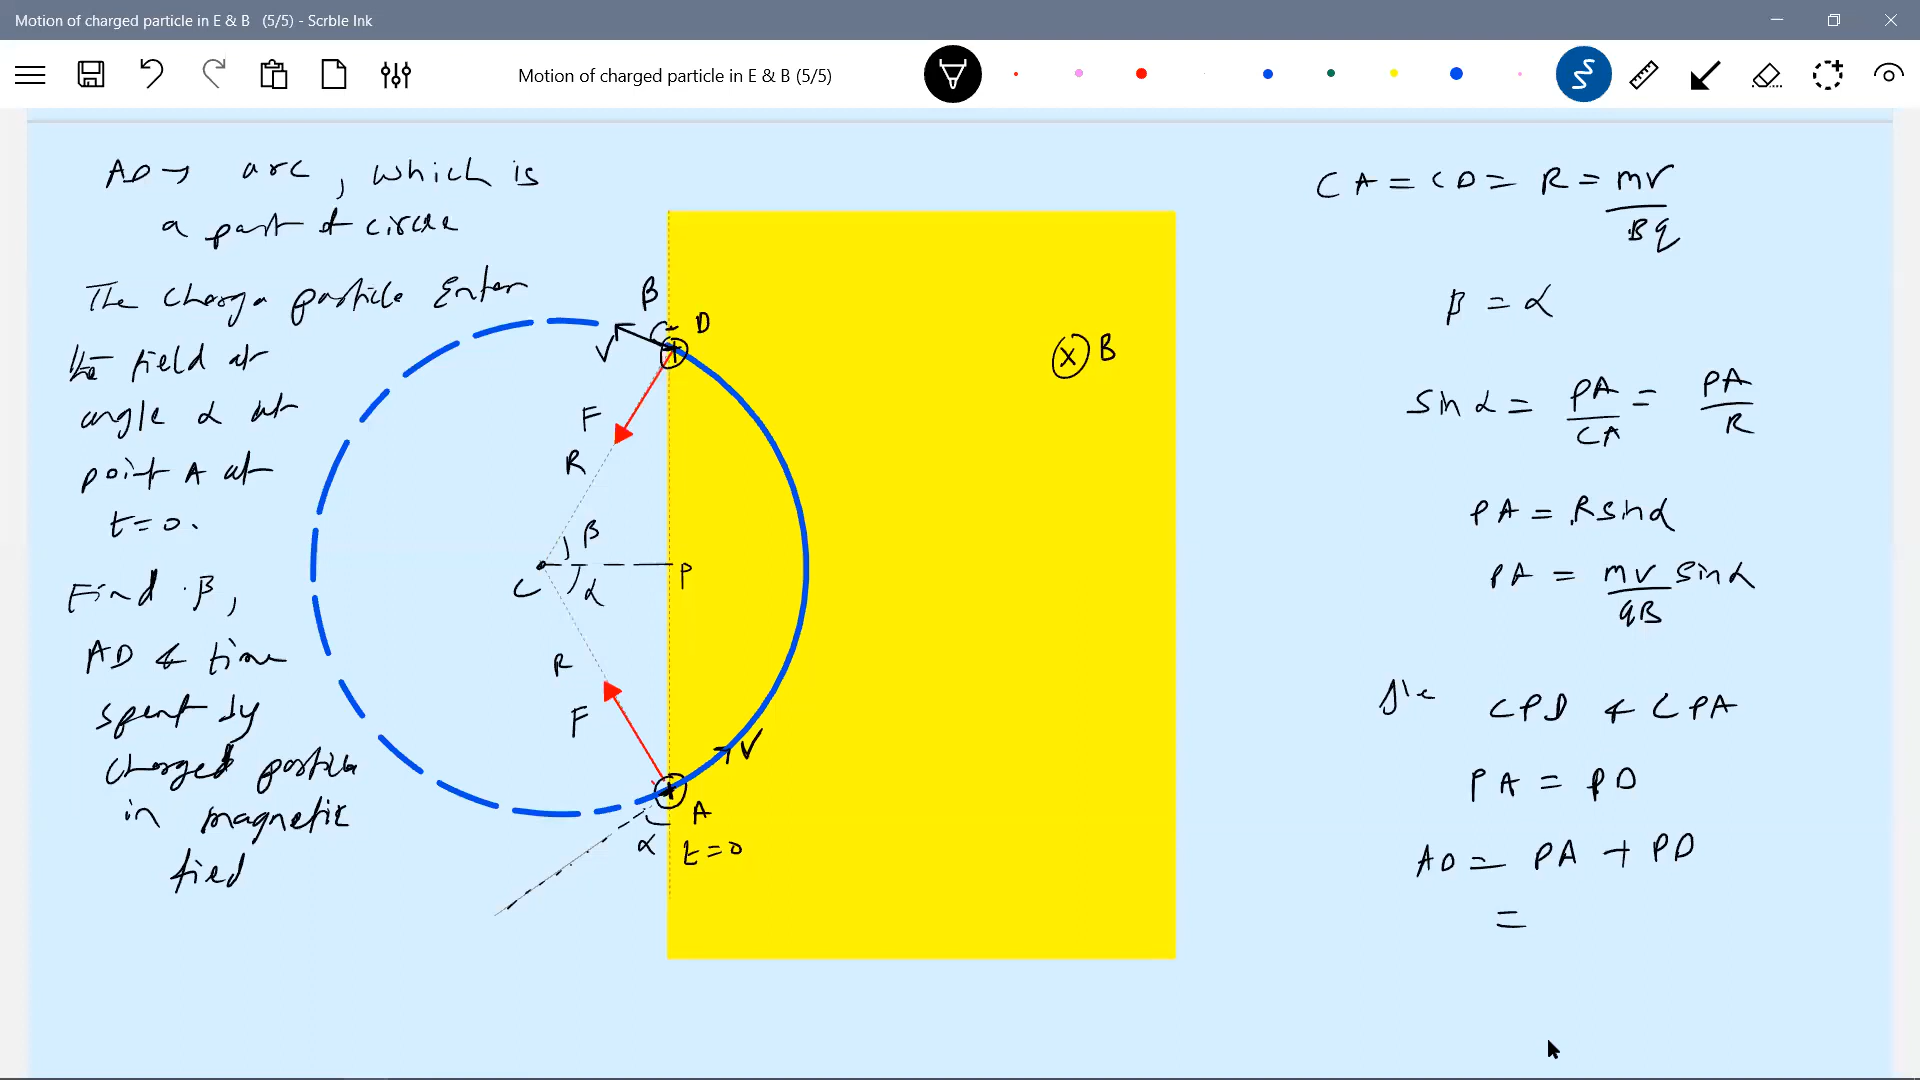 Motion of charged particle in E & B (5/5) - Scrble Ink
Motion of charged particle in E & B (5/5)
AD → arc, which is
a part of circle
The charge particle Enter
the field at
angle α at
point A at
t=0.
Find β,
AD & time
spent by
charged particle
in magnetic
field
β
D
V
F
R
β
C
α
P
R
F
V
A
α
t=0
X B
CA = CD = R = mv
Bq
β = α
Sin α = PA = PA
CA R
PA = R sin α
PA = mv sin α
qB
CPD & CPA
PA = PD
AD = PA + PD
=